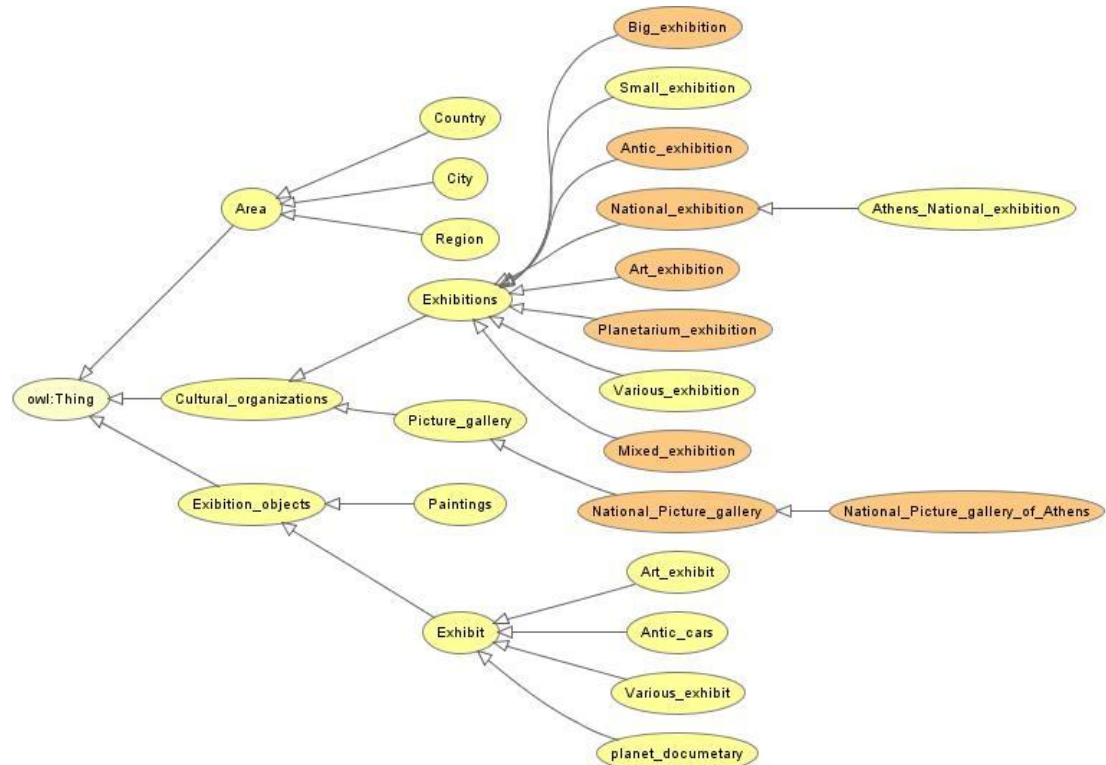 Big_exhibition
Small_exhibition
Country
Antic_exhibition
City
Area
National_exhibition
Athens_National_exhibition
Region
Art_exhibition
Exhibitions
Planetarium_exhibition
Various_exhibition
owl:Thing
Cultural_organizations
Picture_gallery
Mixed_exhibition
Exibition_objects
Paintings
National_Picture_gallery
National_Picture_gallery_of_Athens
Art_exhibit
Exhibit
Antic_cars
Various_exhibit
planet_documetary